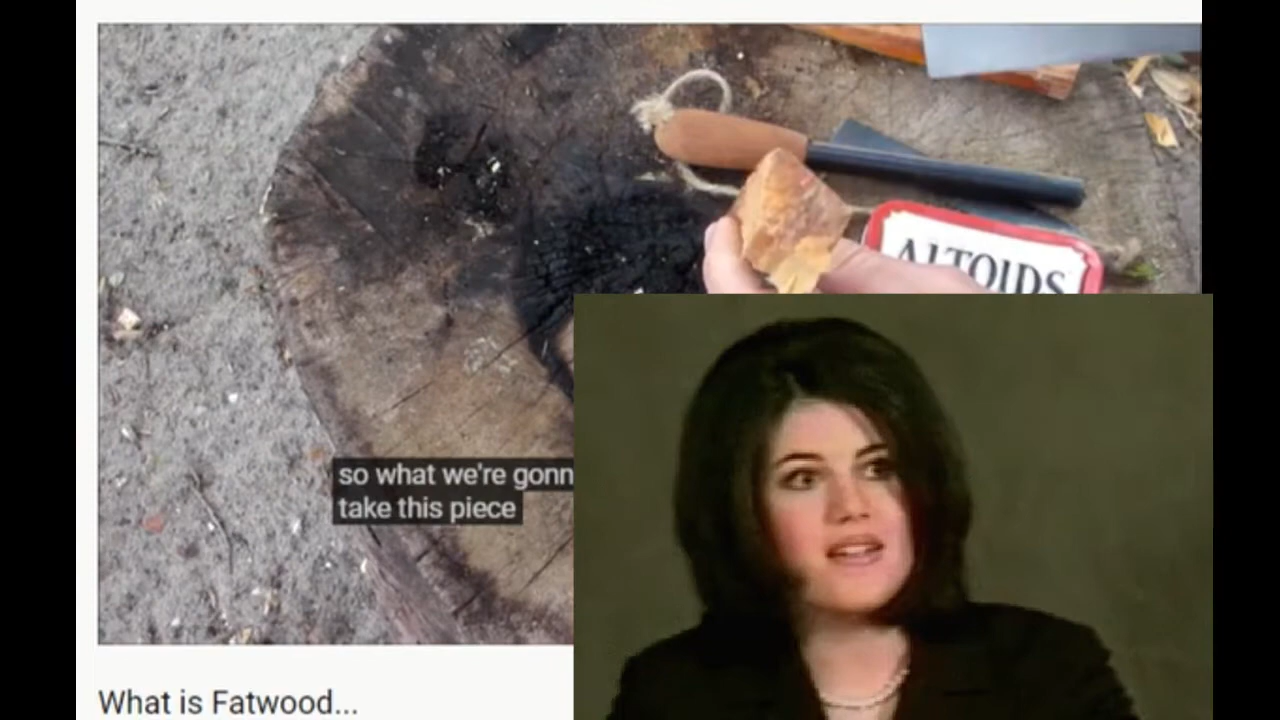 ALTOIDS
so what we're gonn
take this piece
What is Fatwood...